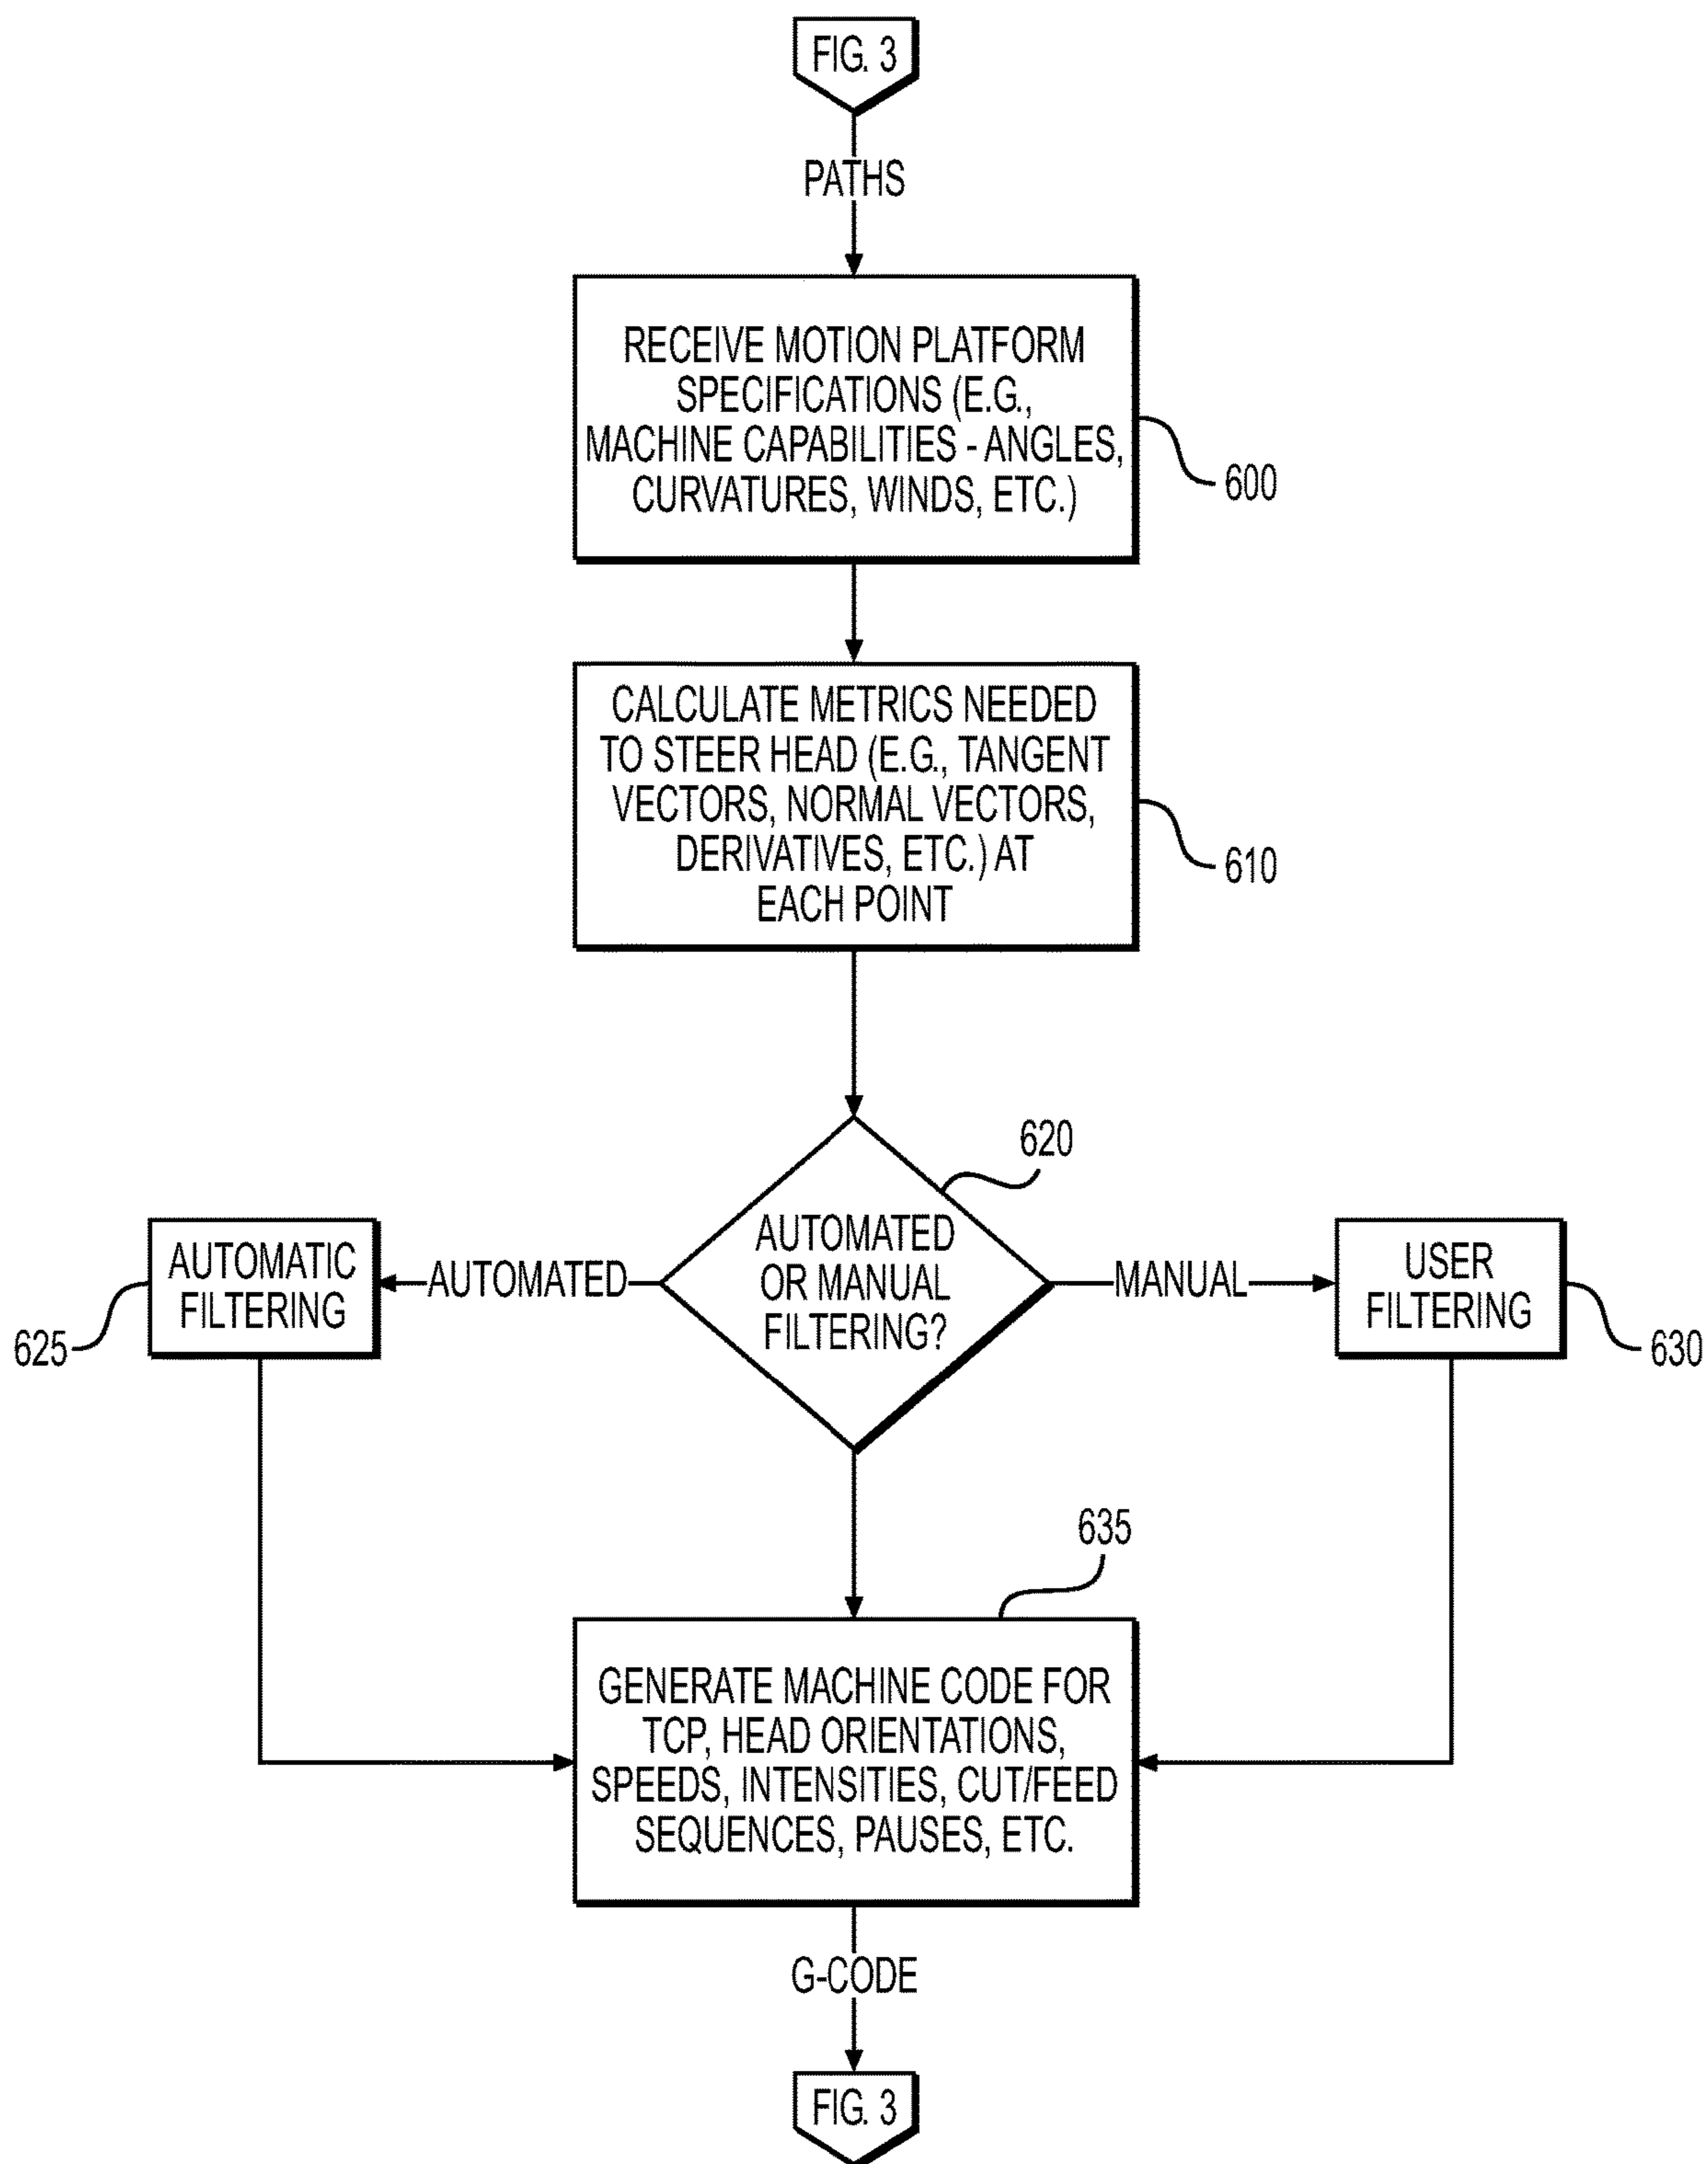 FIG. 3
PATHS
RECEIVE MOTION PLATFORM
SPECIFICATIONS (E.G.,
MACHINE CAPABILITIES - ANGLES,
CURVATURES, WINDS, ETC.)
600
CALCULATE METRICS NEEDED
TO STEER HEAD (E.G., TANGENT
VECTORS, NORMAL VECTORS,
DERIVATIVES, ETC.) AT
EACH POINT
610
620
AUTOMATED
OR MANUAL
FILTERING?
AUTOMATED
AUTOMATIC
FILTERING
625
MANUAL
USER
FILTERING
630
635
GENERATE MACHINE CODE FOR
TCP, HEAD ORIENTATIONS,
SPEEDS, INTENSITIES, CUT/FEED
SEQUENCES, PAUSES, ETC.
G-CODE
FIG. 3